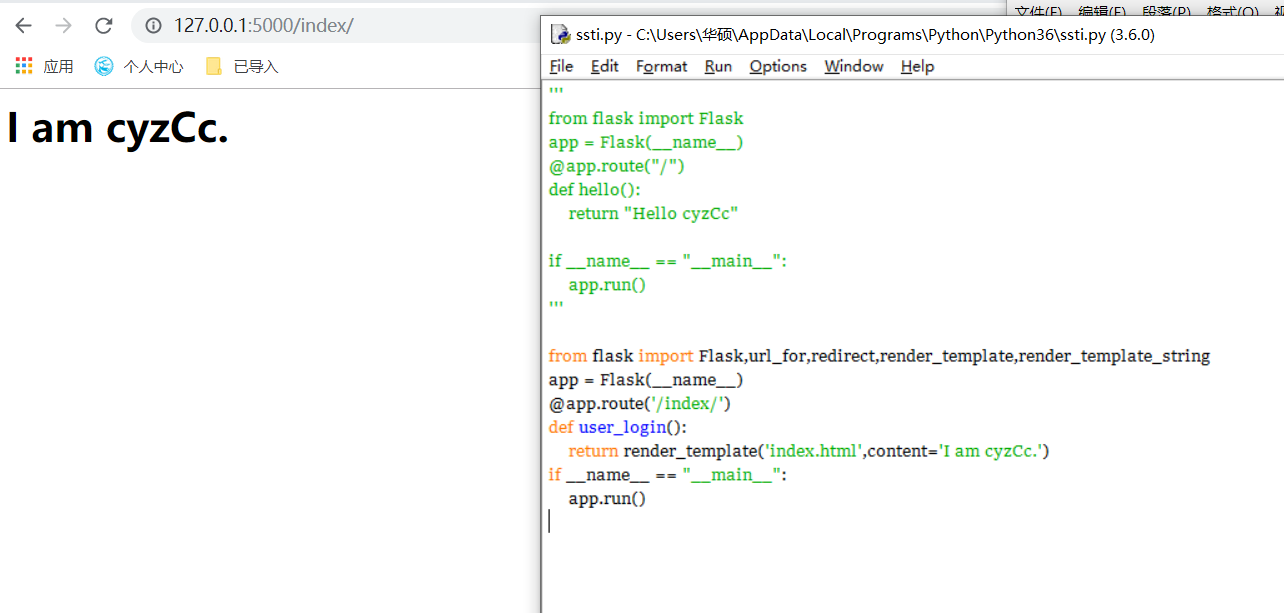 127.0.0.1:5000/index/
应用 个人中心 已导入
I am cyzCc.
文件(F) 编辑(E) 段落(P) 格式(O)
ssti.py - C:\Users\华硕\AppData\Local\Programs\Python\Python36\ssti.py (3.6.0)
File Edit Format Run Options Window Help
'''
from flask import Flask
app = Flask(__name__)
@app.route("/")
def hello():
    return "Hello cyzCc"
if __name__ == "__main__":
    app.run()
'''
from flask import Flask,url_for,redirect,render_template,render_template_string
app = Flask(__name__)
@app.route('/index/')
def user_login():
    return render_template('index.html',content='I am cyzCc.')
if __name__ == "__main__":
    app.run()